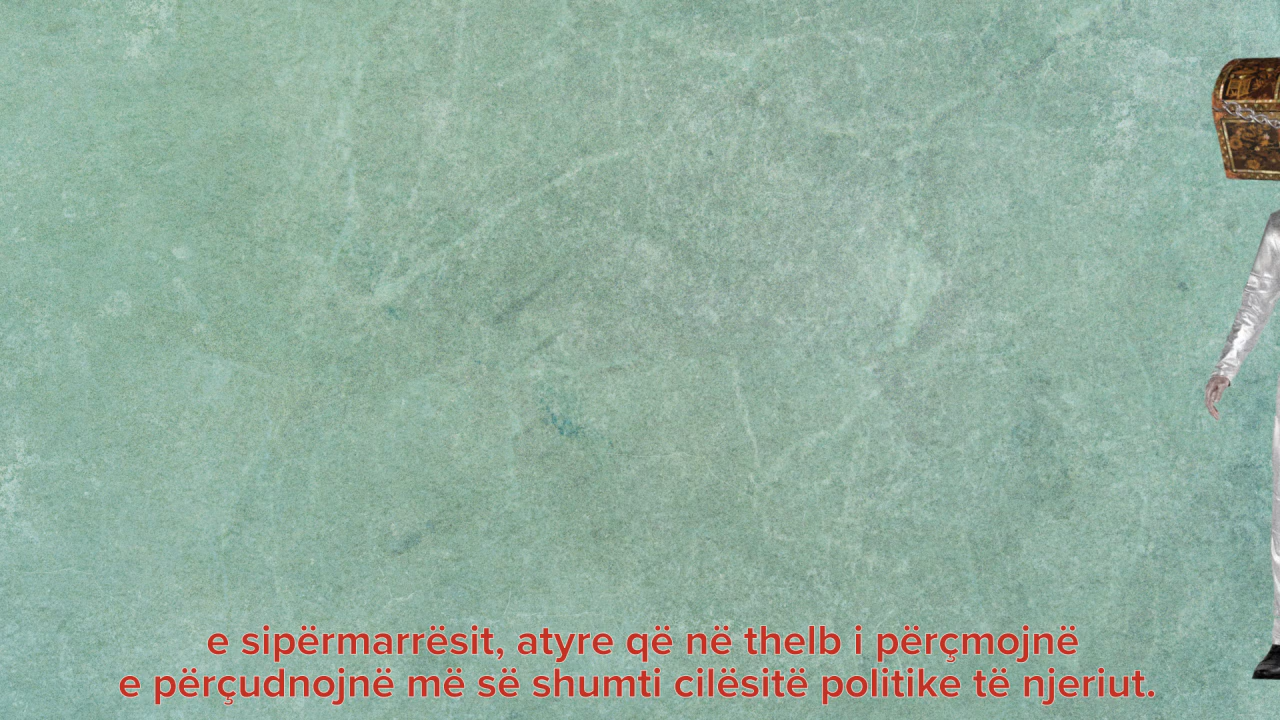 e sipërmarrësit, atyre që në thelb i përçmojnë
e përçudnojnë më së shumti cilësitë politike të njeriut.